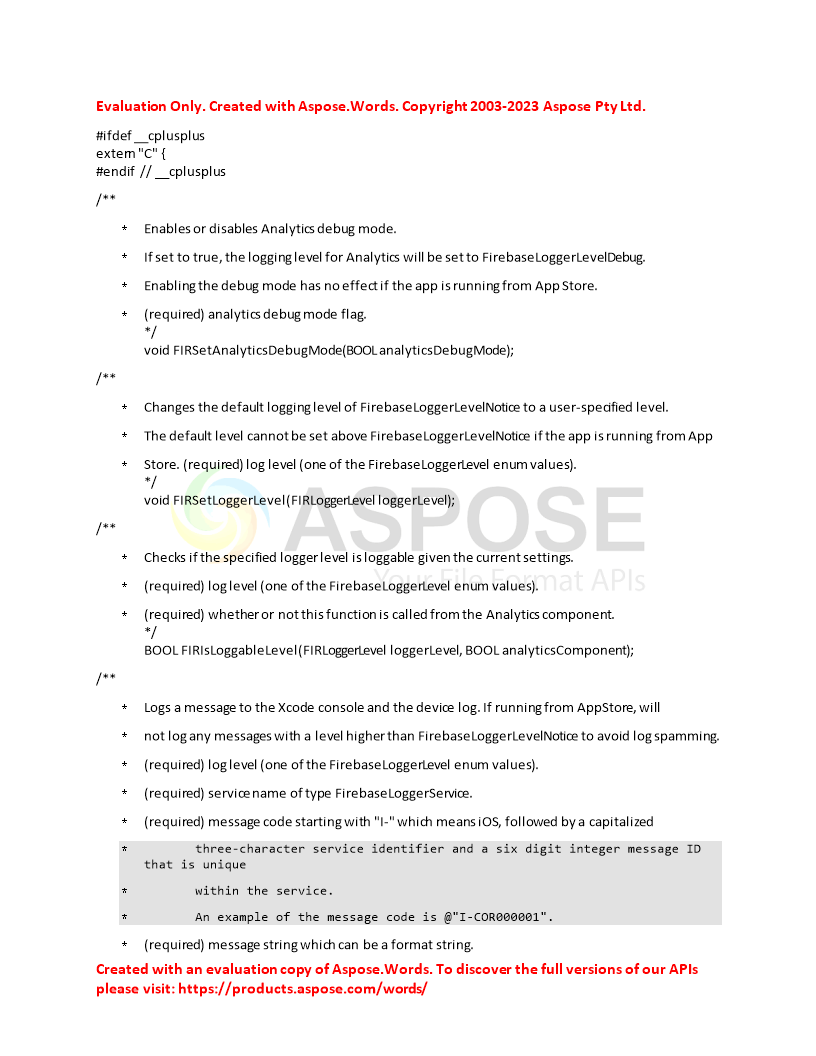 Evaluation Only. Created with Aspose.Words. Copyright 2003-2023 Aspose Pty Ltd.
#ifdef __cplusplus
extern "C" {
#endif // __cplusplus
/**
* Enables or disables Analytics debug mode.
* If set to true, the logging level for Analytics will be set to FirebaseLoggerLevelDebug.
* Enabling the debug mode has no effect if the app is running from App Store.
* (required) analytics debug mode flag.
*/
void FIRSetAnalyticsDebugMode(BOOL analyticsDebugMode);
/**
* Changes the default logging level of FirebaseLoggerLevelNotice to a user-specified level.
* The default level cannot be set above FirebaseLoggerLevelNotice if the app is running from App
* Store. (required) log level (one of the FirebaseLoggerLevel enum values).
*/
void FIRSetLoggerLevel(FIRLoggerLevel loggerLevel);
ASPOSE
/**
* Checks if the specified logger level is loggable given the current settings.
Your File Format APIs
* (required) log level (one of the FirebaseLoggerLevel enum values).
* (required) whether or not this function is called from the Analytics component.
*/
BOOL FIRIsLoggableLevel(FIRLoggerLevel loggerLevel, BOOL analyticsComponent);
/**
* Logs a message to the Xcode console and the device log. If running from AppStore, will
* not log any messages with a level higher than FirebaseLoggerLevelNotice to avoid log spamming.
* (required) log level (one of the FirebaseLoggerLevel enum values).
* (required) service name of type FirebaseLoggerService.
* (required) message code starting with "I-" which means iOS, followed by a capitalized
* three-character service identifier and a six digit integer message ID
that is unique
* within the service.
* An example of the message code is @"I-COR000001".
* (required) message string which can be a format string.
Created with an evaluation copy of Aspose.Words. To discover the full versions of our APIs
please visit: https://products.aspose.com/words/